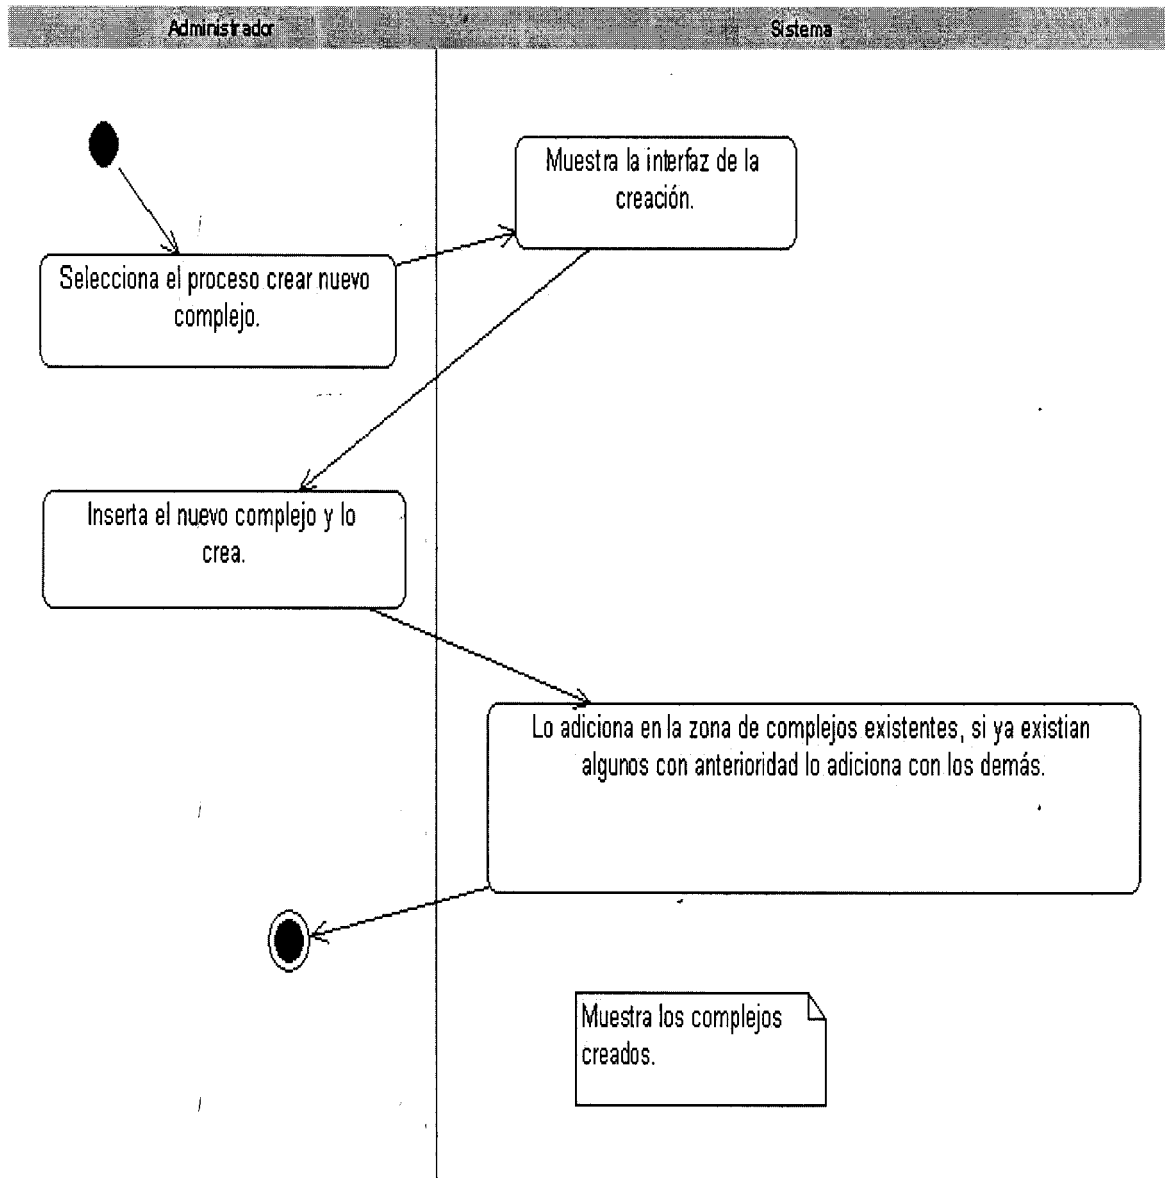 Administrador
Sistema
Muestra la interfaz de la
creación.
Selecciona el proceso crear nuevo
complejo.
Inserta el nuevo complejo y lo
crea.
Lo adiciona en la zona de complejos existentes, si ya existian
algunos con anterioridad lo adiciona con los demás.
Muestra los complejos
creados.